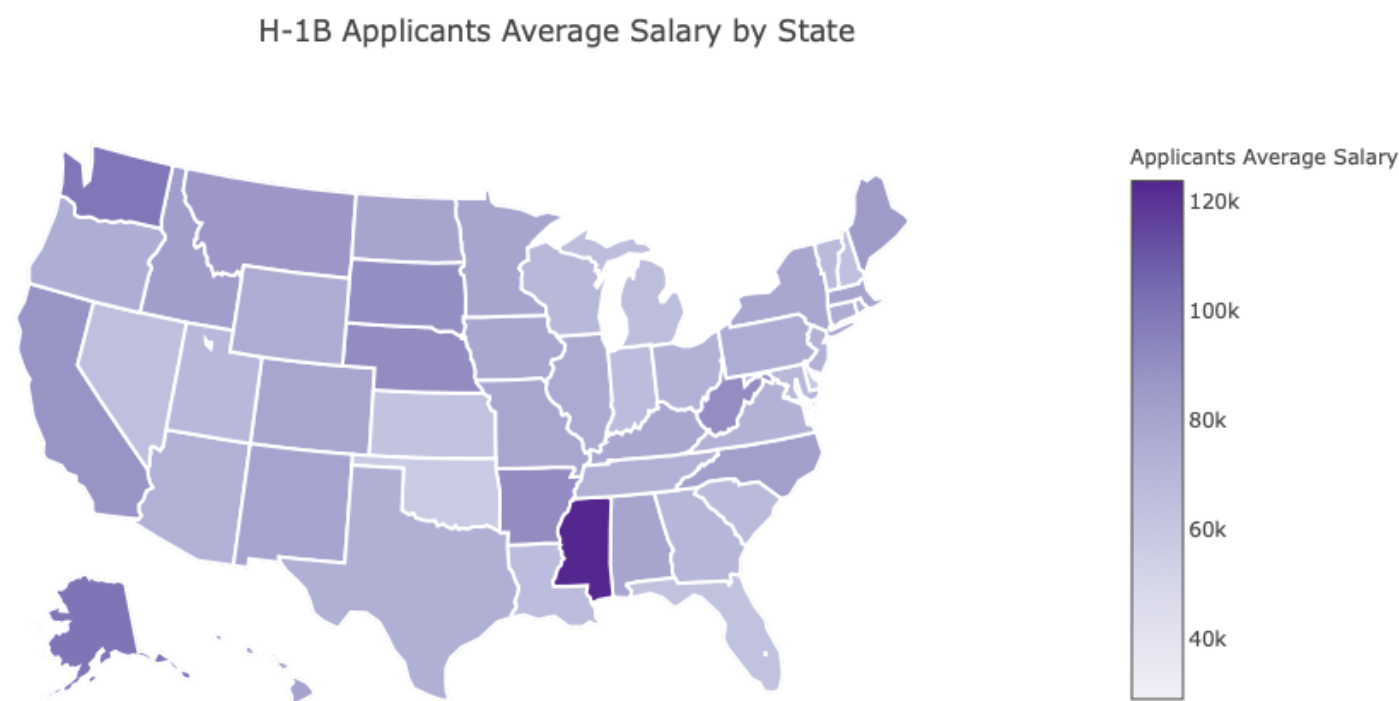 H-1B Applicants Average Salary by State
Applicants Average Salary
120k
100k
80k
60k
40k